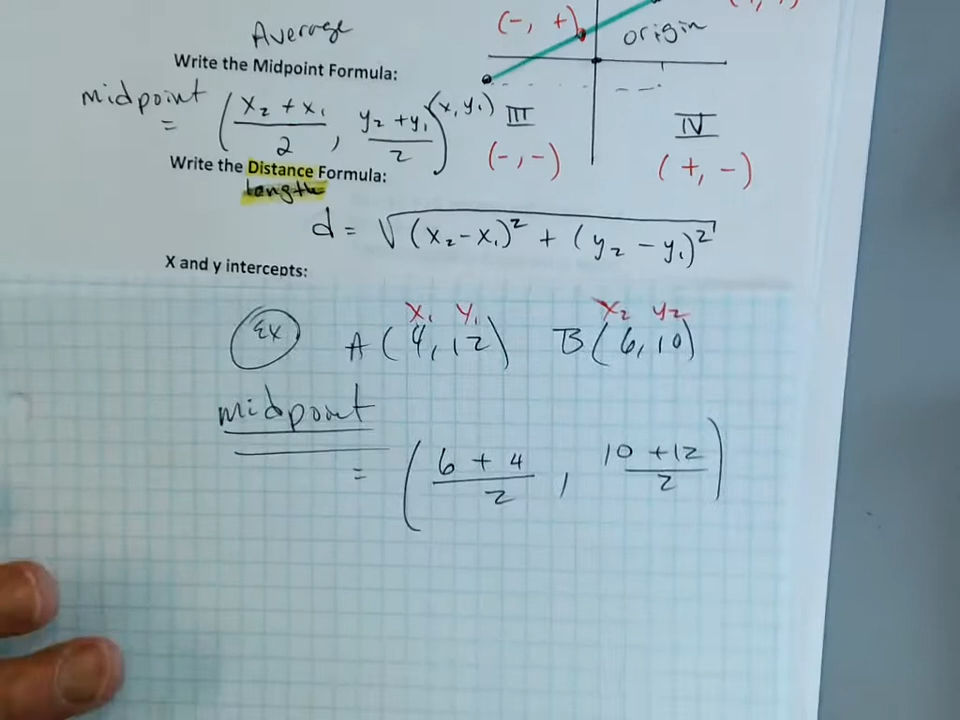 Average
(-, +)
origin
Write the Midpoint Formula:
midpoint = (x₂ + x₁ / 2, y₂ + y₁ / 2)
(x, y₁)
III
IV
(-, -)
(+, -)
Write the Distance Formula:
Length
d = √(x₂ - x₁)² + (y₂ - y₁)²
X and y intercepts:
x₁ y₁ x₂ y₂
Ex A(4, 12) B(6, 10)
midpoint
= (6 + 4 / 2, 10 + 12 / 2)